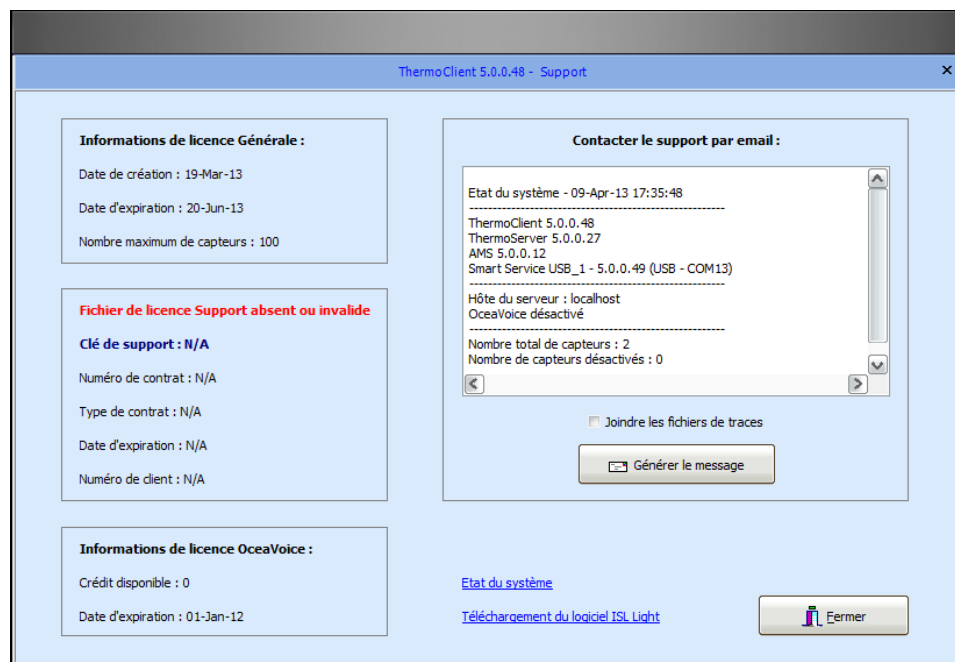 ThermoClient 5.0.0.48 - Support
Informations de licence Générale :
Date de création : 19-Mar-13
Date d'expiration : 20-Jun-13
Nombre maximum de capteurs : 100
Fichier de licence Support absent ou invalide
Clé de support : N/A
Numéro de contrat : N/A
Type de contrat : N/A
Date d'expiration : N/A
Numéro de client : N/A
Informations de licence OceaVoice :
Crédit disponible : 0
Date d'expiration : 01-Jan-12
Contacter le support par email :
Etat du système - 09-Apr-13 17:35:48
------------------------------------------------------
ThermoClient 5.0.0.48
ThermoServer 5.0.0.27
AMS 5.0.0.12
Smart Service USB_1 - 5.0.0.49 (USB - COM13)
------------------------------------------------------
Hôte du serveur : localhost
OceaVoice désactivé
------------------------------------------------------
Nombre total de capteurs : 2
Nombre de capteurs désactivés : 0
Joindre les fichiers de traces
Générer le message
Etat du système
Téléchargement du logiciel ISL Light
Fermer